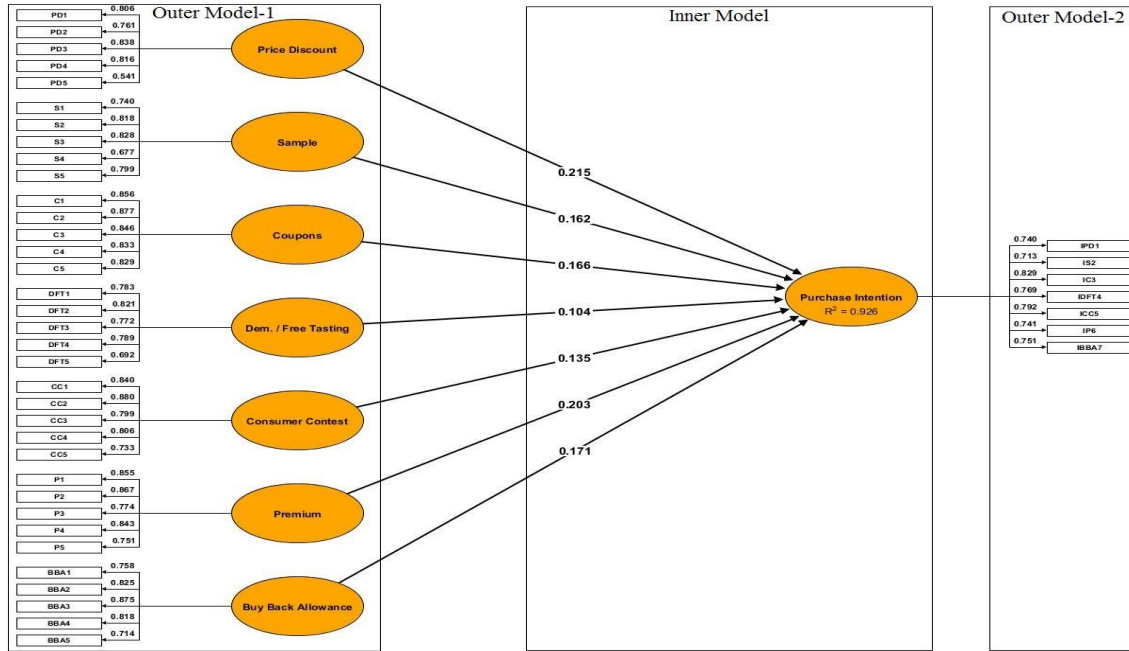 Outer Model-1
Inner Model
Outer Model-2
PD1 0.806
PD2 0.761
PD3 0.838
PD4 0.816
PD5 0.541
Price Discount
S1 0.740
S2 0.818
S3 0.828
S4 0.677
S5 0.799
Sample
C1 0.856
C2 0.877
C3 0.846
C4 0.833
C5 0.829
Coupons
DFT1 0.783
DFT2 0.821
DFT3 0.772
DFT4 0.789
DFT5 0.692
Dem. / Free Tasting
CC1 0.840
CC2 0.880
CC3 0.799
CC4 0.806
CC5 0.733
Consumer Contest
P1 0.855
P2 0.867
P3 0.774
P4 0.843
P5 0.751
Premium
BBA1 0.758
BBA2 0.825
BBA3 0.875
BBA4 0.818
BBA5 0.714
Buy Back Allowance
0.215
0.162
0.166
0.104
0.135
0.203
0.171
Purchase Intention
R² = 0.926
0.740 IPD1
0.713 IS2
0.829 IC3
0.769 IDFT4
0.792 ICC5
0.741 IP6
0.751 IBBA7